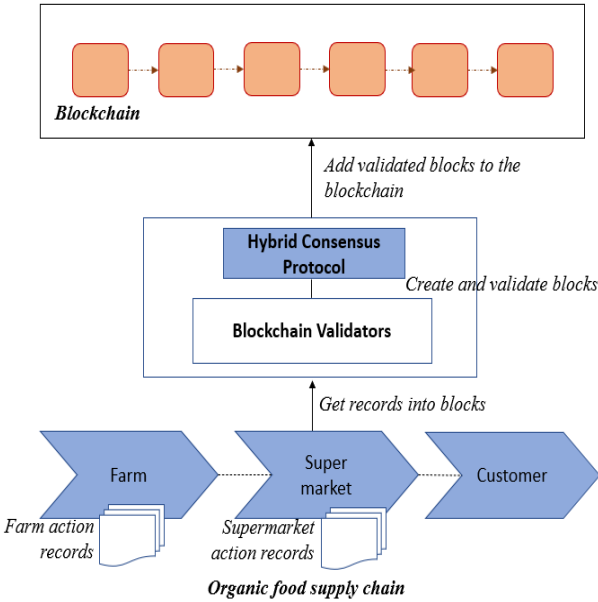 Blockchain
Add validated blocks to the
blockchain
Hybrid Consensus
Protocol
Create and validate blocks
Blockchain Validators
Get records into blocks
Farm
Super
market
Customer
Farm action
records
Supermarket
action records
Organic food supply chain